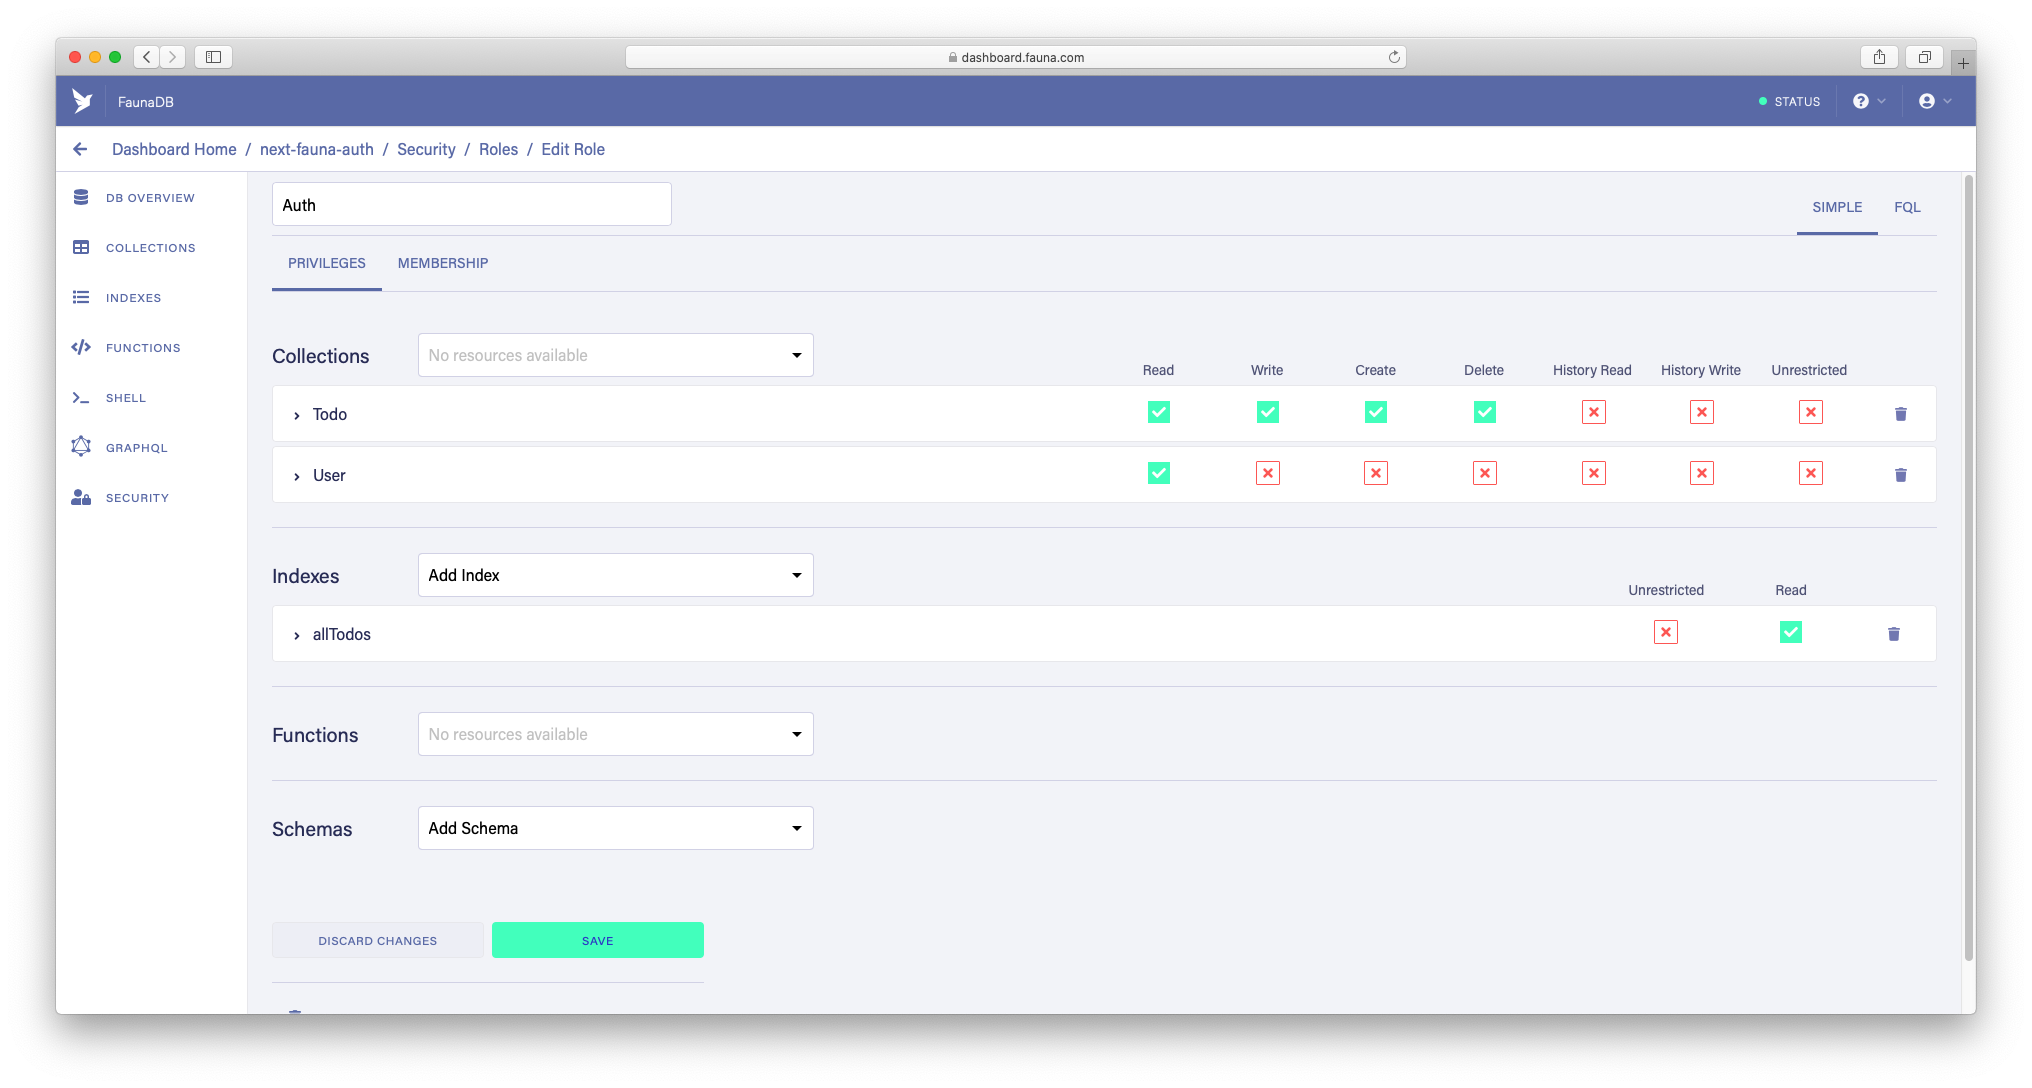 dashboard.fauna.com
FaunaDB
STATUS
Dashboard Home / next-fauna-auth / Security / Roles / Edit Role
DB OVERVIEW
COLLECTIONS
INDEXES
FUNCTIONS
SHELL
GRAPHQL
SECURITY
Auth
SIMPLE FQL
PRIVILEGES MEMBERSHIP
Collections No resources available
Read Write Create Delete History Read History Write Unrestricted
Todo
User
Indexes Add Index
Unrestricted Read
allTodos
Functions No resources available
Schemas Add Schema
DISCARD CHANGES SAVE